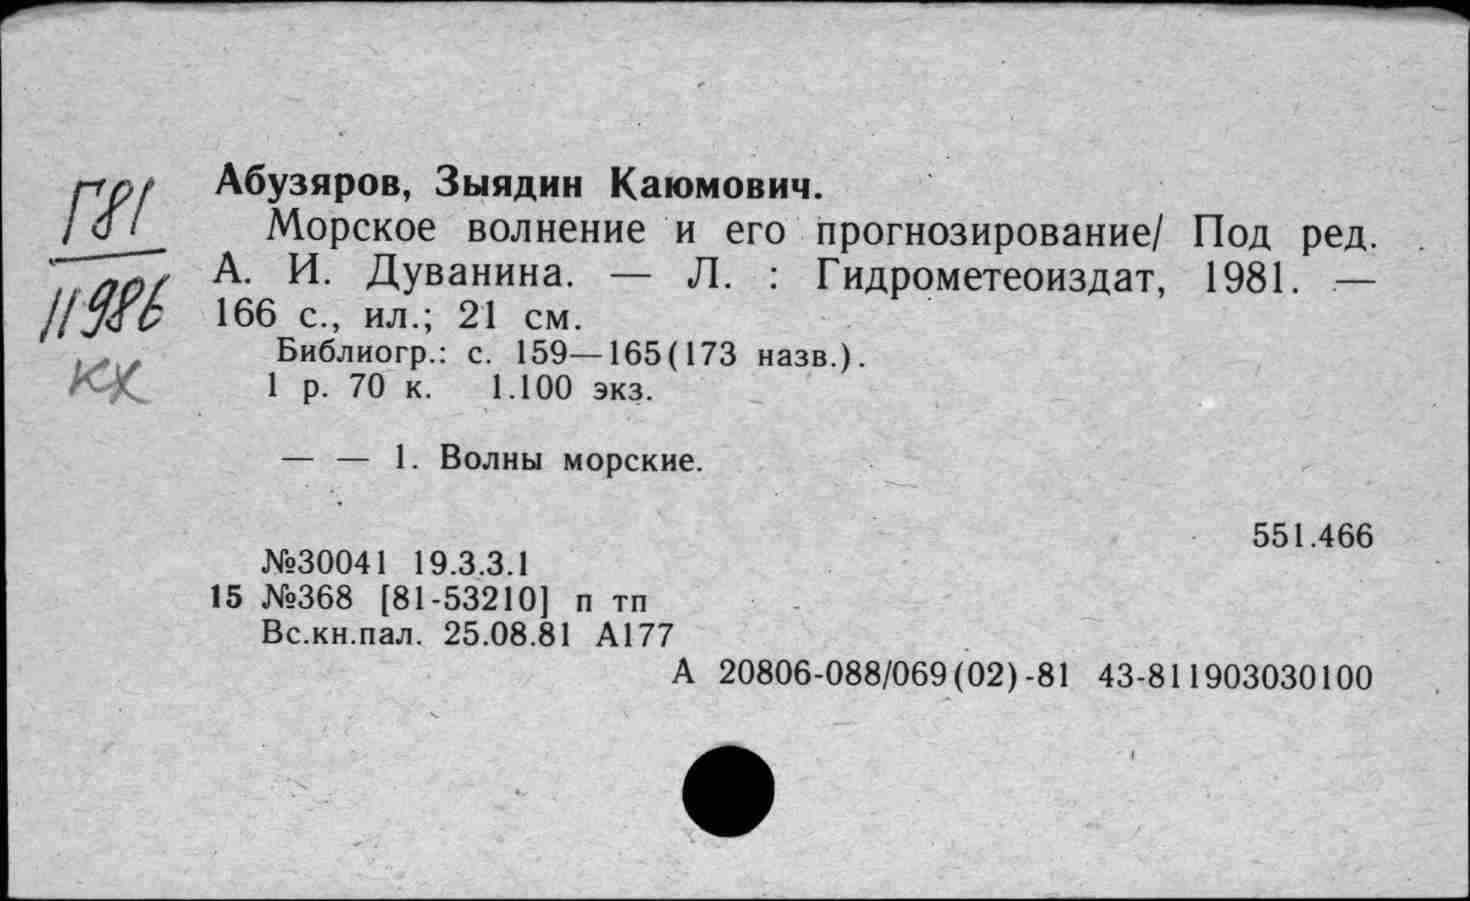 Г81
11986
кх
Абузяров, Зыядин Каюмович.
Морское волнение и его прогнозирование/ Под ред.
А. И. Дуванина. — Л. : Гидрометеоиздат, 1981. —
166 с., ил.; 21 см.
Библиогр.: с. 159—165(173 назв.).
1 р. 70 к. 1.100 экз.
— — 1. Волны морские.
551.466
№30041 19.3.3.1
15 №368 [81-53210] п тп
Вс.кн.пал. 25.08.81 А177
А 20806-088/069(02)-81 43-811903030100